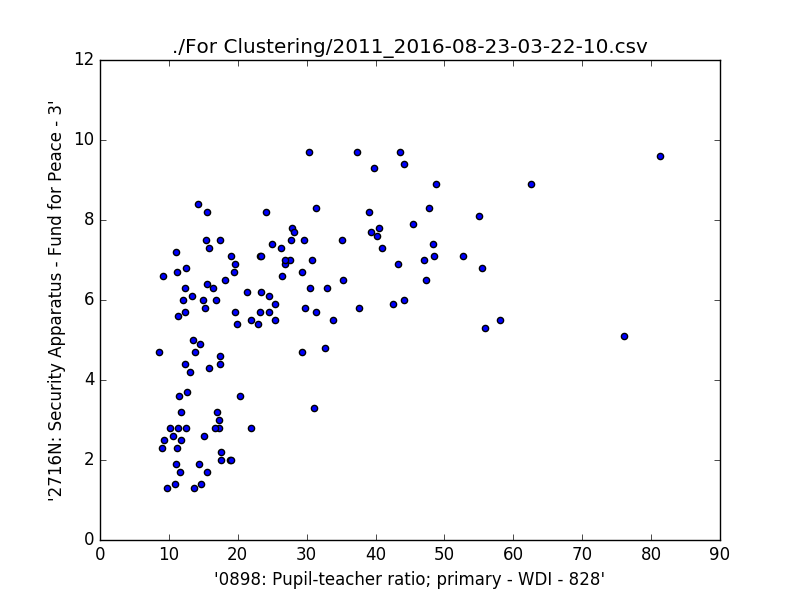 ./For Clustering/2011_2016-08-23-03-22-10.csv
'2716N: Security Apparatus - Fund for Peace - 3'
12
10
8
6
4
2
0
0 10 20 30 40 50 60 70 80 90
'0898: Pupil-teacher ratio; primary - WDI - 828'